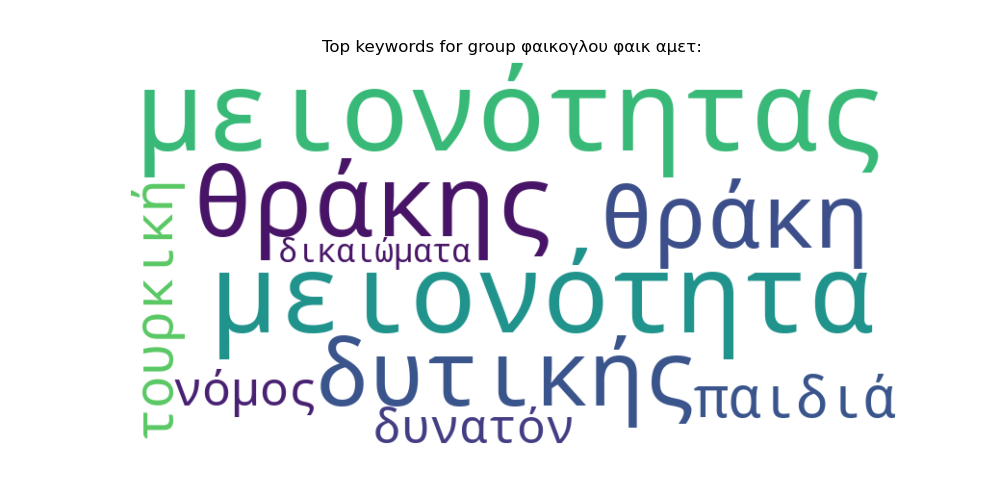 Top keywords for group φαικογλου φαικ αμετ:
μειονότητας
θράκης
θράκη
δικαιώματα
τουρκική
μειονότητα
δυτικής
νόμος
παιδιά
δυνατόν